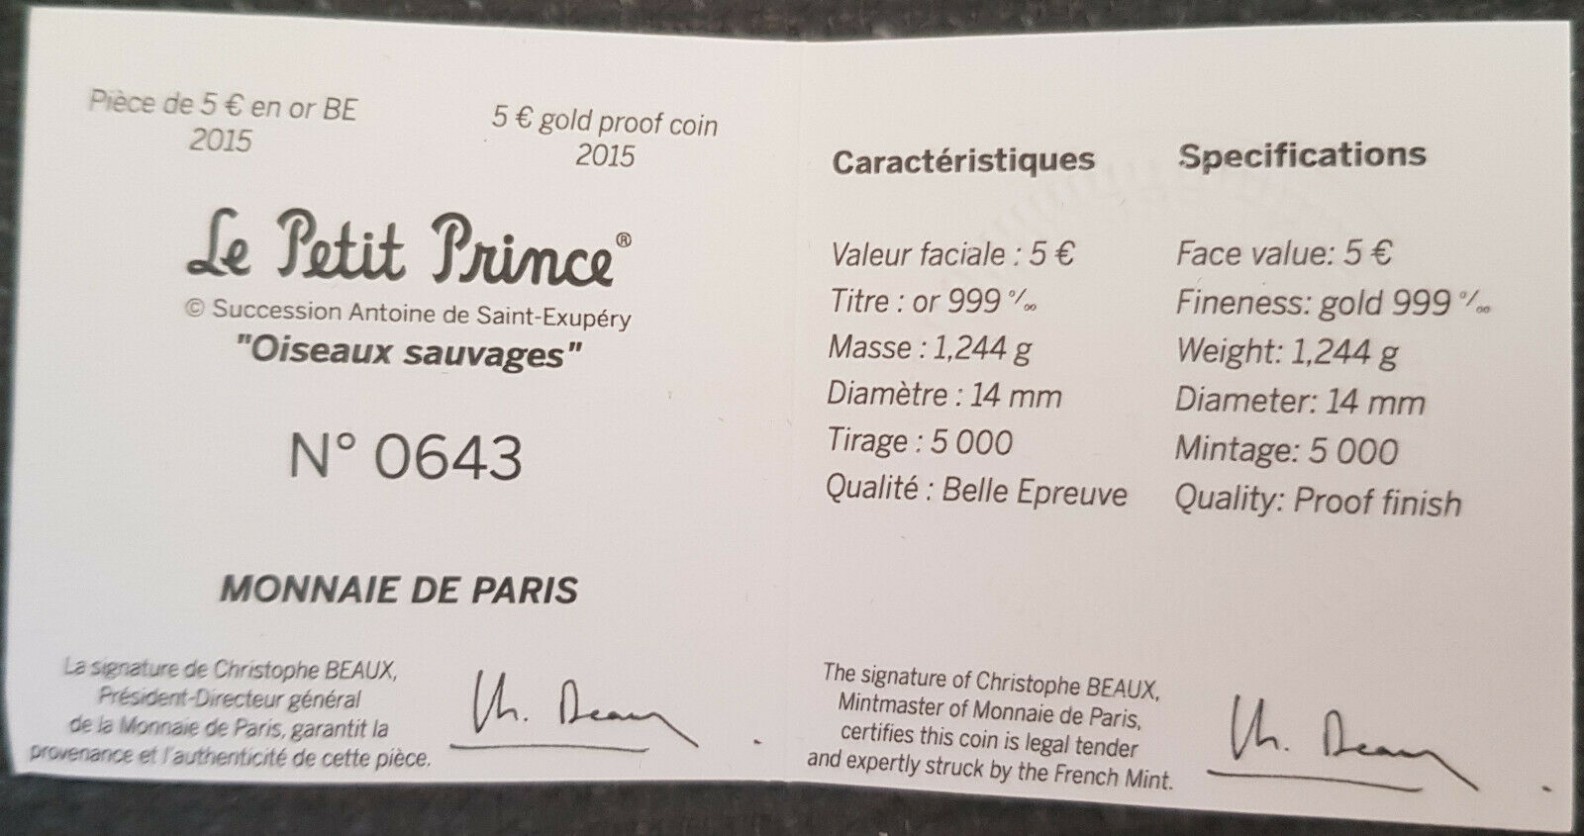 Pièce de 5 € en or BE
2015
5 € gold proof coin
2015
Le Petit Prince®
© Succession Antoine de Saint-Exupéry
"Oiseaux sauvages"
N° 0643
MONNAIE DE PARIS
La signature de Christophe BEAUX,
Président-Directeur général
de la Monnaie de Paris, garantit la
provenance et l'authenticité de cette pièce.
Ch. Beaux
Caractéristiques
Valeur faciale : 5 €
Titre : or 999 ‰
Masse : 1,244 g
Diamètre : 14 mm
Tirage : 5 000
Qualité : Belle Epreuve
Specifications
Face value: 5 €
Fineness: gold 999 ‰
Weight: 1,244 g
Diameter: 14 mm
Mintage: 5 000
Quality: Proof finish
The signature of Christophe BEAUX,
Mintmaster of Monnaie de Paris,
certifies this coin is legal tender
and expertly struck by the French Mint.
Ch. Beaux